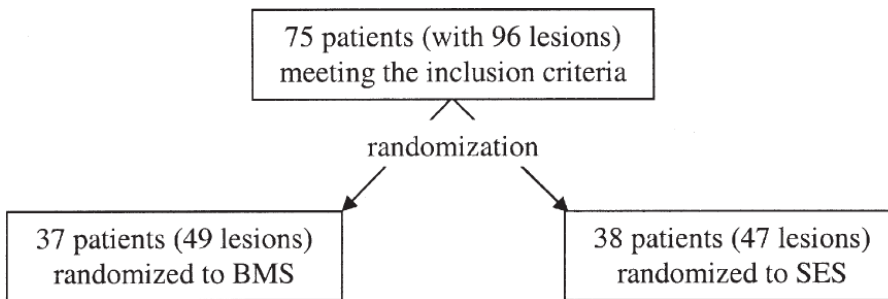 75 patients (with 96 lesions)
meeting the inclusion criteria
randomization
37 patients (49 lesions)
randomized to BMS
38 patients (47 lesions)
randomized to SES